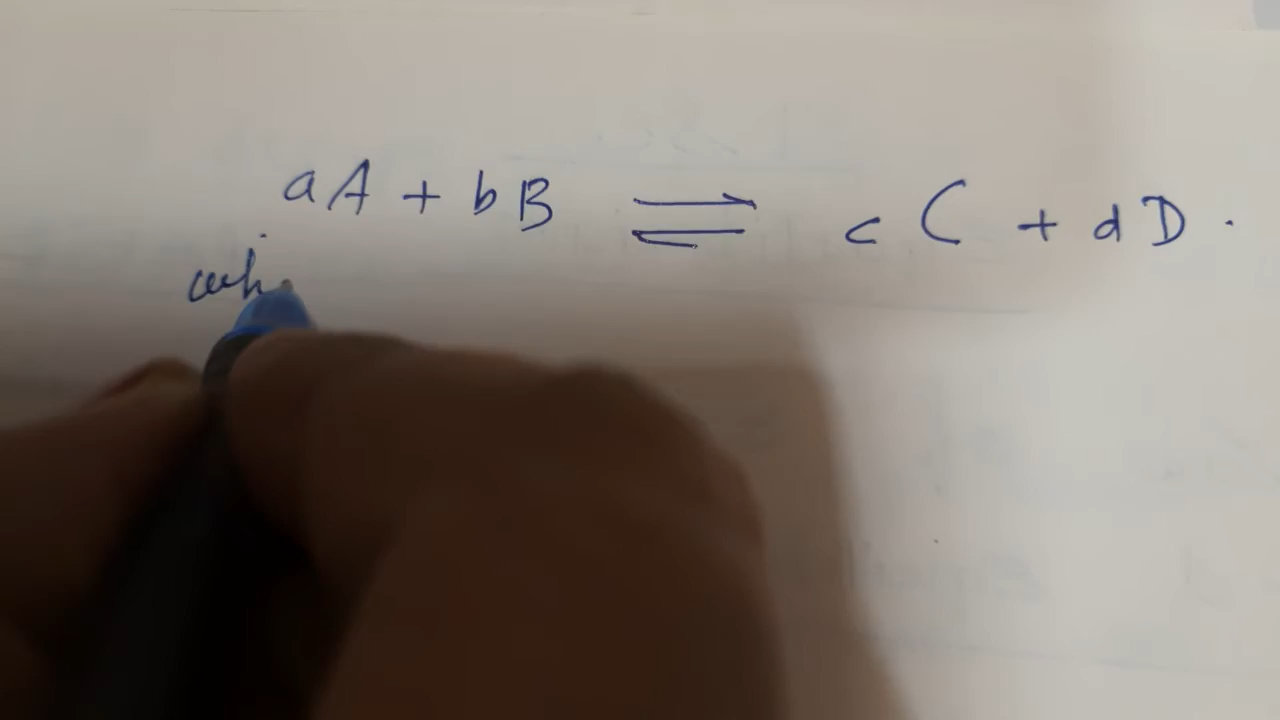 aA + bB ⇌ cC + dD.